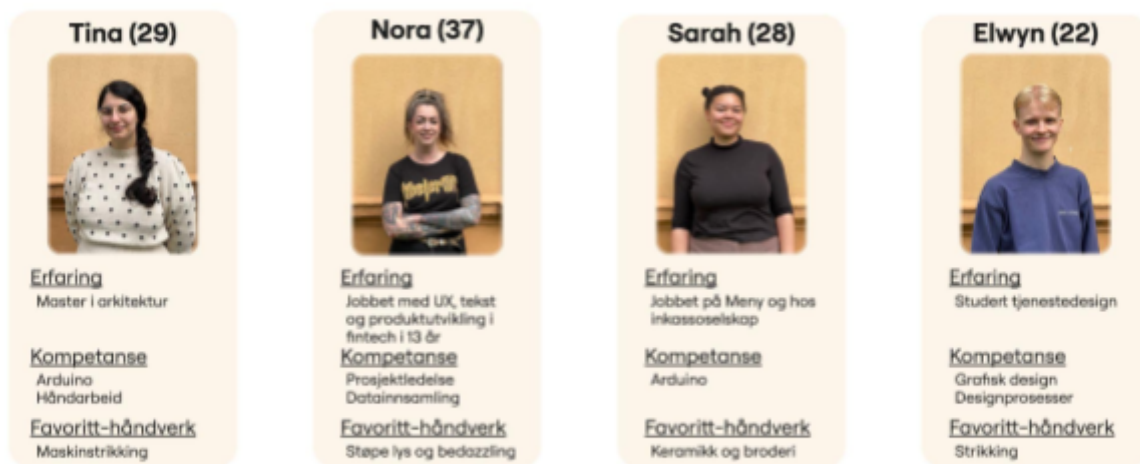 Tina (29)
Erfaring
Master i arkitektur
Kompetanse
Arduino
Håndarbeid
Favoritt-håndverk
Maskinstrikking
Nora (37)
Erfaring
Jobbet med UX, tekst
og produktutvikling i
fintech i 13 år
Kompetanse
Prosjektledelse
Datainnsamling
Favoritt-håndverk
Støpe lys og bedazzling
Sarah (28)
Erfaring
Jobbet på Meny og hos
inkassoselskap
Kompetanse
Arduino
Favoritt-håndverk
Keramikk og broderi
Elwyn (22)
Erfaring
Studert tjenestedesign
Kompetanse
Grafisk design
Designprosesser
Favoritt-håndverk
Strikking